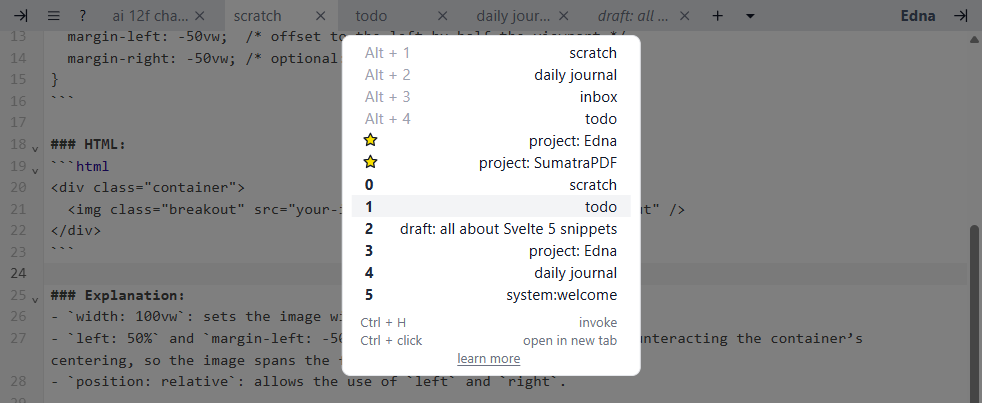 ? ai 12f cha... scratch todo daily jour... draft: all ... + Edna
13 margin-left: -50vw; /* offset to the left by half the viewport */
14 margin-right: -50vw; /* optional
15 }
16 ```
17
18 ### HTML:
19 ```html
20 <div class="container">
21 <img class="breakout" src="your-i ut" />
22 </div>
23 ```
24
25 ### Explanation:
26 - `width: 100vw`: sets the image wi
27 - `left: 50%` and `margin-left: -50 unteracting the container’s
centering, so the image spans the
28 - `position: relative`: allows the use of `left` and `right`.
29
Alt + 1 scratch
Alt + 2 daily journal
Alt + 3 inbox
Alt + 4 todo
project: Edna
project: SumatraPDF
0 scratch
1 todo
2 draft: all about Svelte 5 snippets
3 project: Edna
4 daily journal
5 system:welcome
Ctrl + H invoke
Ctrl + click open in new tab
learn more